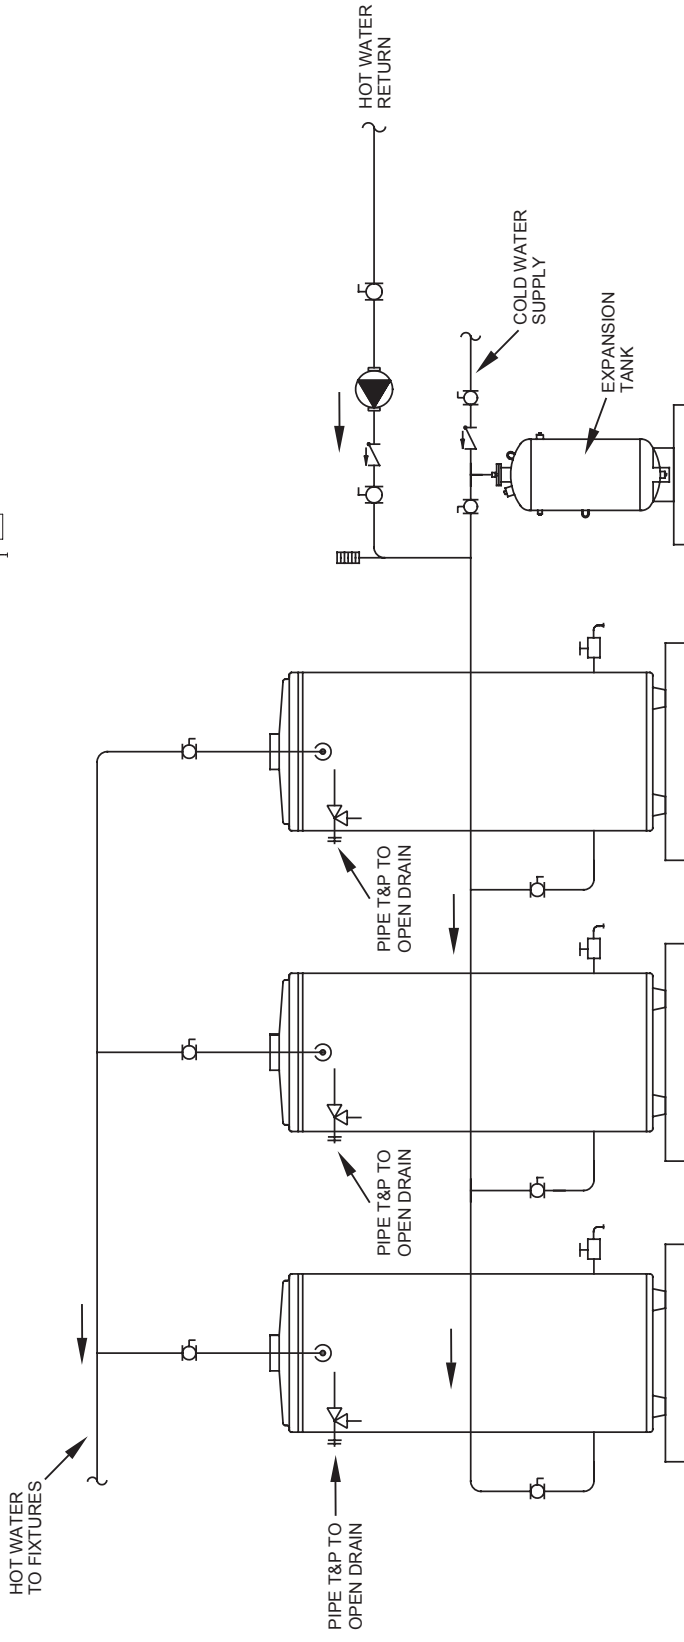 HOT WATER
TO FIXTURES
PIPE T&P TO
OPEN DRAIN
PIPE T&P TO
OPEN DRAIN
PIPE T&P TO
OPEN DRAIN
HOT WATER
RETURN
COLD WATER
SUPPLY
EXPANSION
TANK